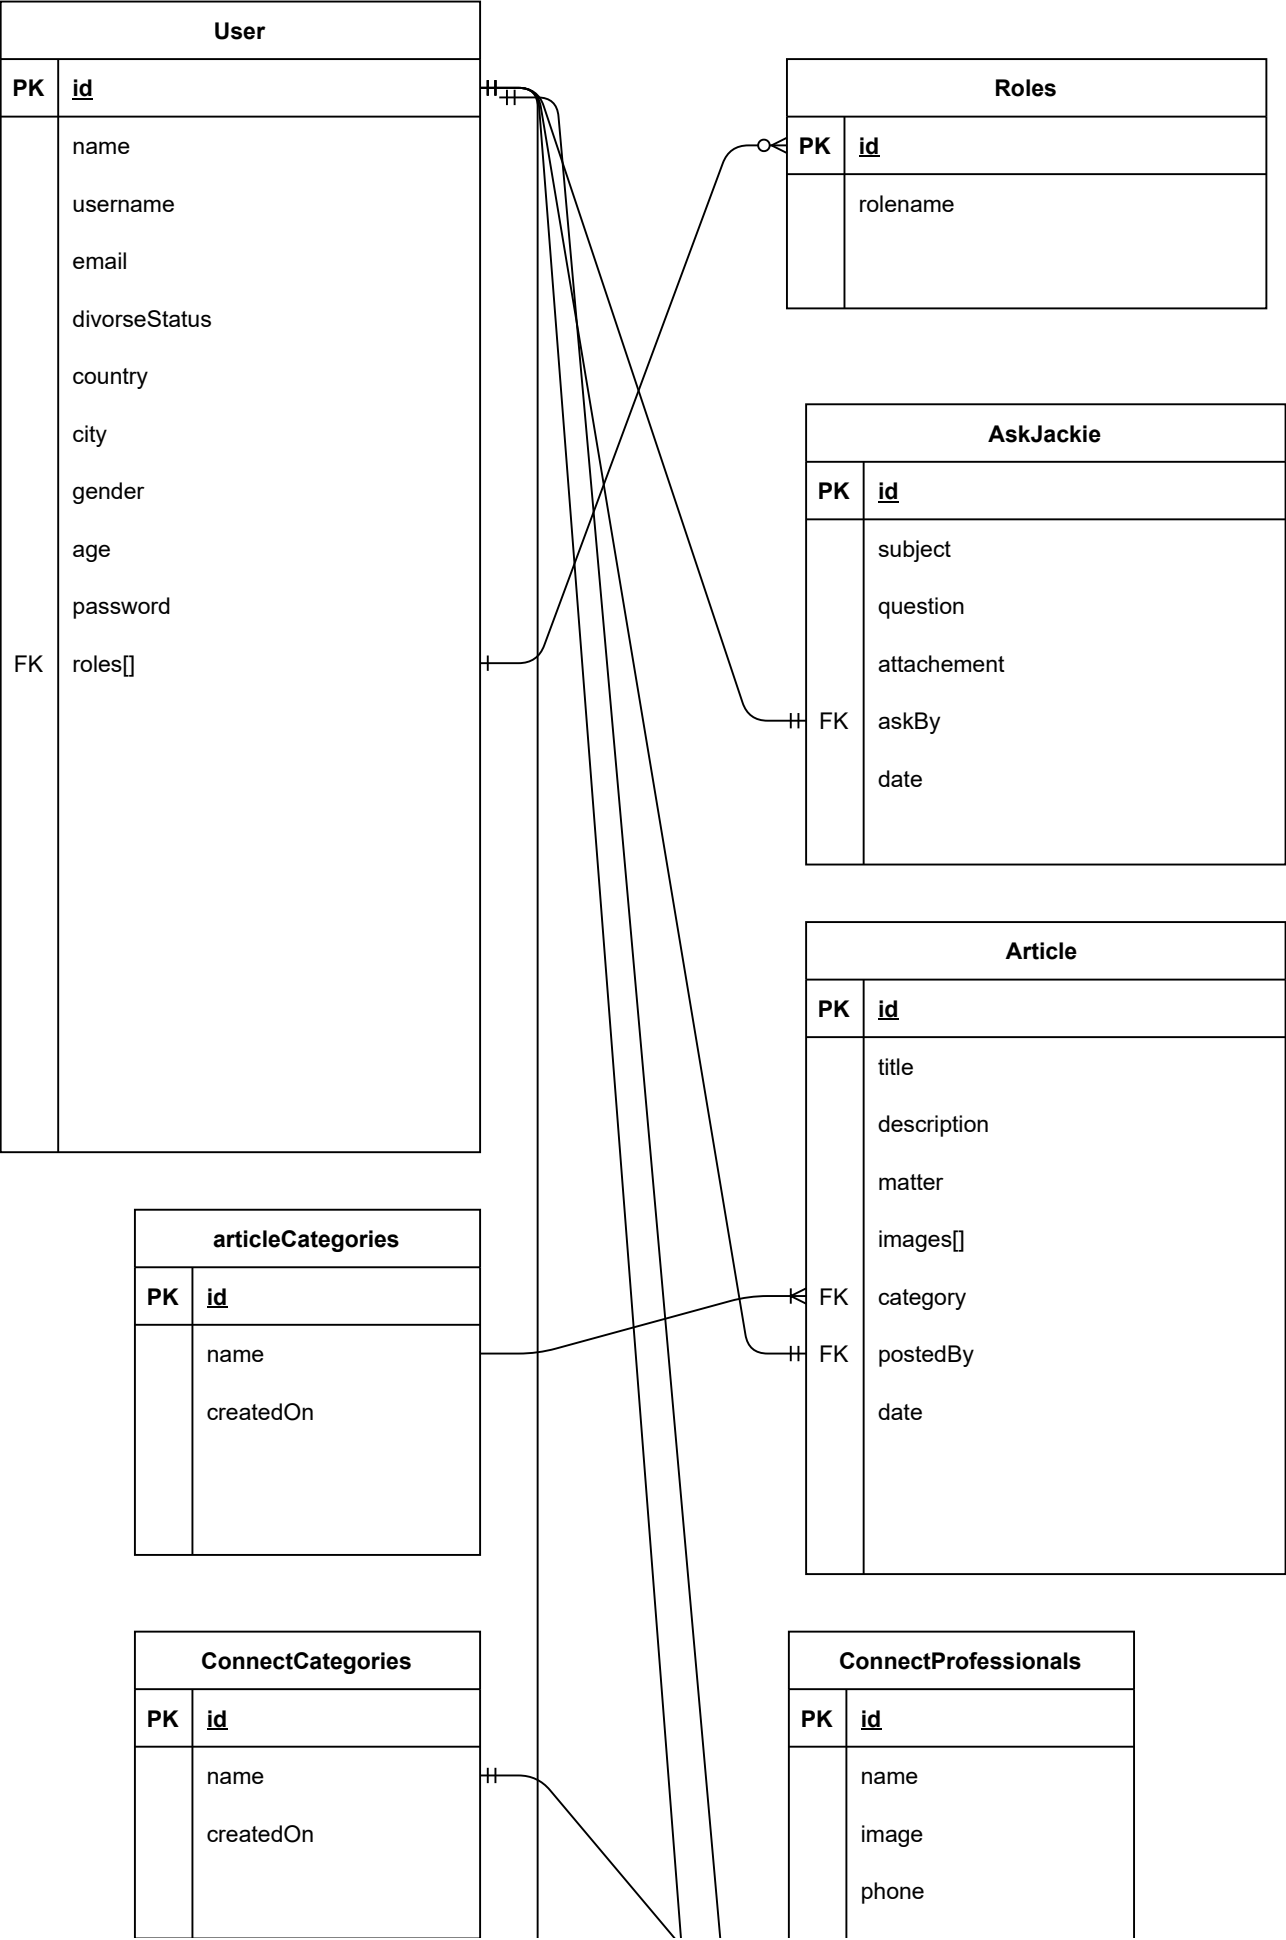 User
PK id
name
username
email
divorseStatus
country
city
gender
age
password
FK roles[]
Roles
PK id
rolename
AskJackie
PK id
subject
question
attachement
FK askBy
date
Article
PK id
title
description
matter
images[]
FK category
FK postedBy
date
articleCategories
PK id
name
createdOn
ConnectCategories
PK id
name
createdOn
ConnectProfessionals
PK id
name
image
phone